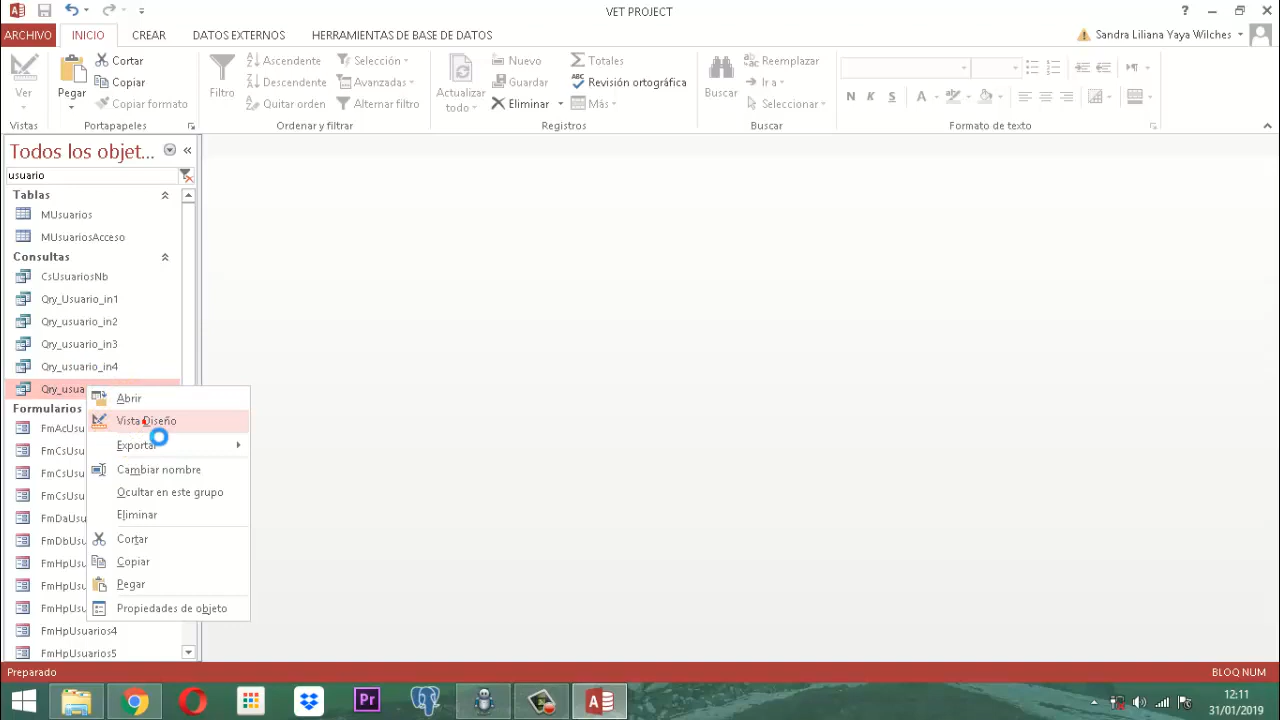 VET PROJECT
ARCHIVO INICIO CREAR DATOS EXTERNOS HERRAMIENTAS DE BASE DE DATOS
Sandra Liliana Yaya Wilches
Ver
Vistas
Pegar
Cortar
Copiar
Copiar formato
Portapapeles
Filtro
Ascendente
Descendente
Quitar orden
Selección
Avanzadas
Alternar filtro
Ordenar y filtrar
Actualizar
todo
Nuevo
Guardar
Eliminar
Totales
Revisión ortográfica
Más
Registros
Buscar
Reemplazar
Ir a
Seleccionar
Buscar
N K S A
Formato de texto
Todos los objet...
usuario
Tablas
MUsuarios
MUsuariosAcceso
Consultas
CsUsuariosNb
Qry_Usuario_in1
Qry_usuario_in2
Qry_usuario_in3
Qry_usuario_in4
Qry_usua
Formularios
FmAcUsu
FmCsUsu
FmCsUsu
FmCsUsu
FmDaUsu
FmDbUsu
FmHpUsu
FmHpUsu
FmHpUsu
FmHpUsuarios4
FmHpUsuarios5
Abrir
Vista Diseño
Exportar
Cambiar nombre
Ocultar en este grupo
Eliminar
Cortar
Copiar
Pegar
Propiedades de objeto
Preparado
BLOQ NUM
Pr
12:11
31/01/2019